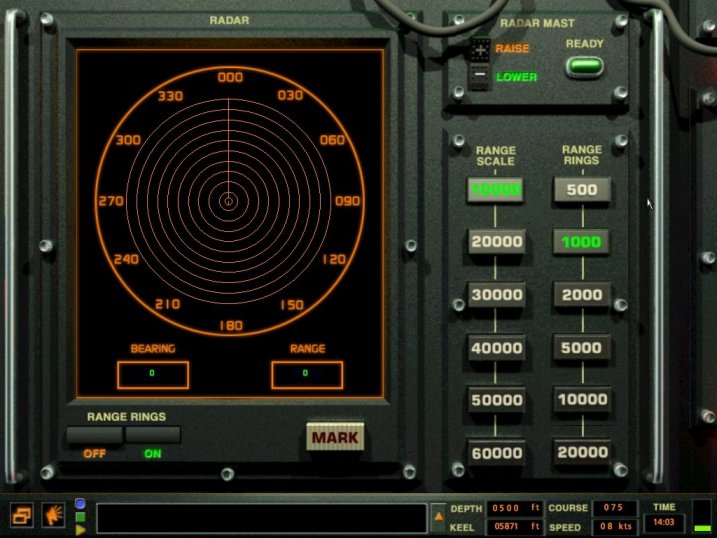 RADAR
000
330
030
300
060
270
090
240
120
210
150
180
BEARING
RANGE
0
0
RANGE RINGS
OFF
ON
MARK
RADAR MAST
RAISE
LOWER
READY
RANGE
SCALE
RANGE
RINGS
10000
500
20000
1000
30000
2000
40000
5000
50000
10000
60000
20000
DEPTH 0500 ft COURSE 075 TIME
KEEL 05871 ft SPEED 08 kts 14:03